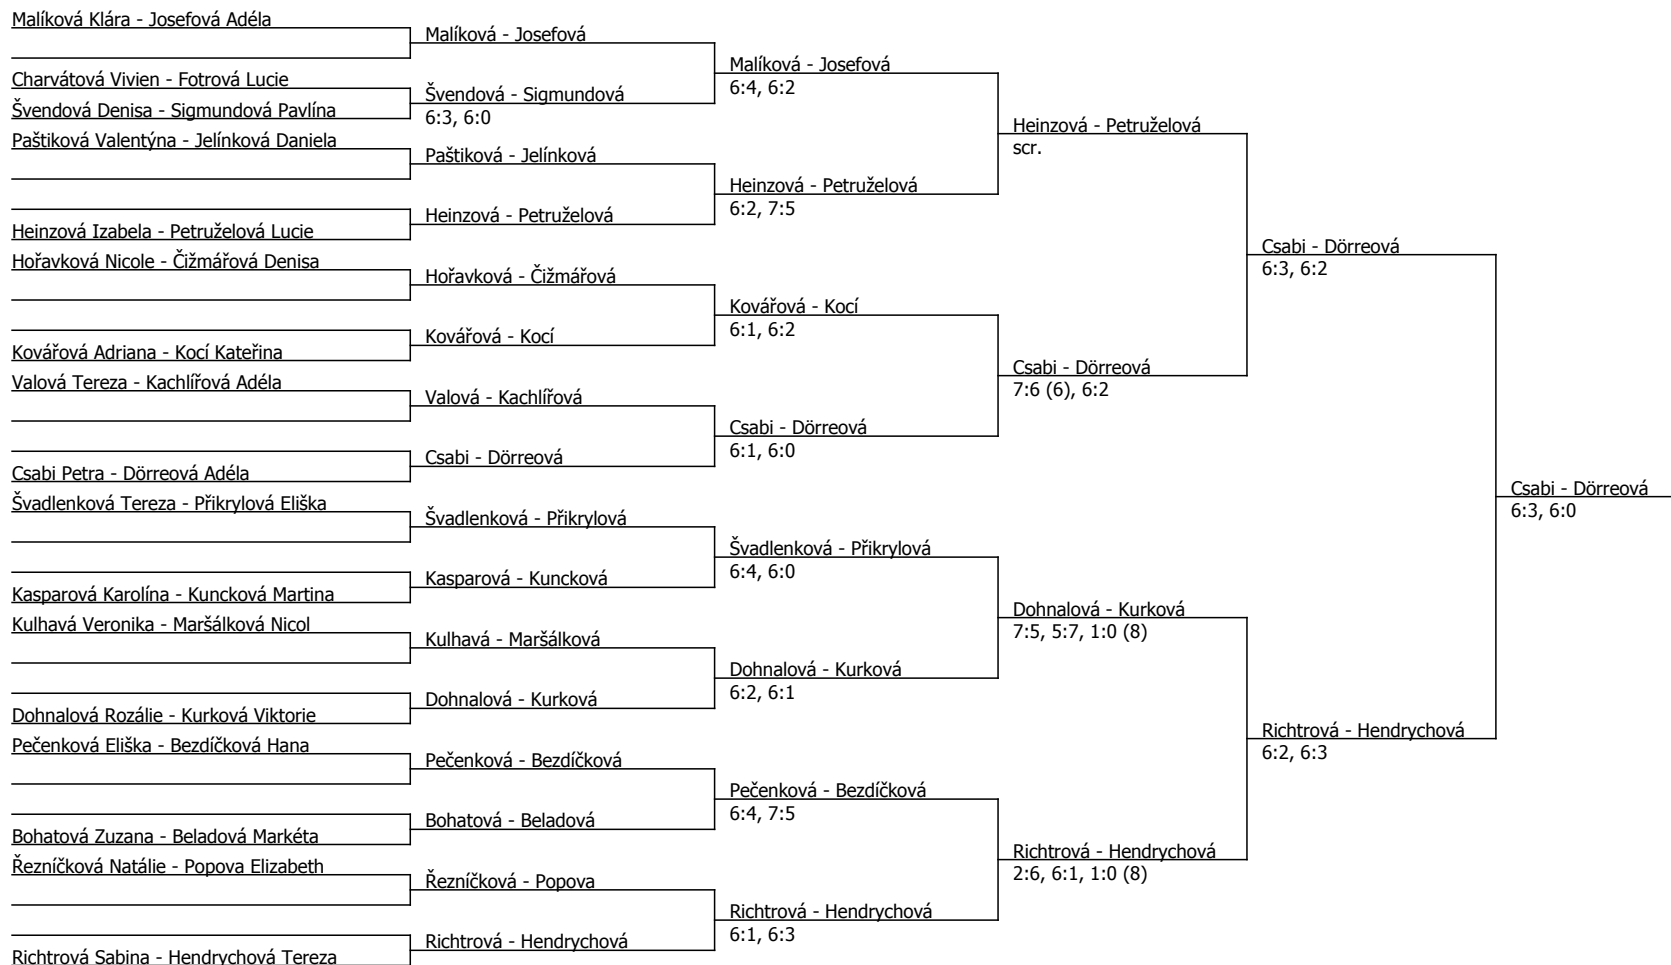 Malíková Klára - Josefová Adéla
Charvátová Vivien - Fotrová Lucie
Švendová Denisa - Sigmundová Pavlína
Paštiková Valentýna - Jelínková Daniela
Heinzová Izabela - Petruželová Lucie
Hořavková Nicole - Čižmářová Denisa
Kovářová Adriana - Kocí Kateřina
Valová Tereza - Kachlířová Adéla
Csabi Petra - Dörreová Adéla
Švadlenková Tereza - Přikrylová Eliška
Kasparová Karolína - Kuncková Martina
Kulhavá Veronika - Maršálková Nicol
Dohnalová Rozálie - Kurková Viktorie
Pečenková Eliška - Bezdíčková Hana
Bohatová Zuzana - Beladová Markéta
Řezníčková Natálie - Popova Elizabeth
Richtrová Sabina - Hendrychová Tereza
Malíková - Josefová
Švendová - Sigmundová
6:3, 6:0
Paštiková - Jelínková
Heinzová - Petruželová
Hořavková - Čižmářová
Kovářová - Kocí
Valová - Kachlířová
Csabi - Dörreová
Švadlenková - Přikrylová
Kasparová - Kuncková
Kulhavá - Maršálková
Dohnalová - Kurková
Pečenková - Bezdíčková
Bohatová - Beladová
Řezníčková - Popova
Richtrová - Hendrychová
Malíková - Josefová
6:4, 6:2
Heinzová - Petruželová
6:2, 7:5
Kovářová - Kocí
6:1, 6:2
Csabi - Dörreová
6:1, 6:0
Švadlenková - Přikrylová
6:4, 6:0
Dohnalová - Kurková
6:2, 6:1
Pečenková - Bezdíčková
6:4, 7:5
Richtrová - Hendrychová
6:1, 6:3
Heinzová - Petruželová
scr.
Csabi - Dörreová
7:6 (6), 6:2
Dohnalová - Kurková
7:5, 5:7, 1:0 (8)
Richtrová - Hendrychová
2:6, 6:1, 1:0 (8)
Csabi - Dörreová
6:3, 6:2
Richtrová - Hendrychová
6:2, 6:3
Csabi - Dörreová
6:3, 6:0